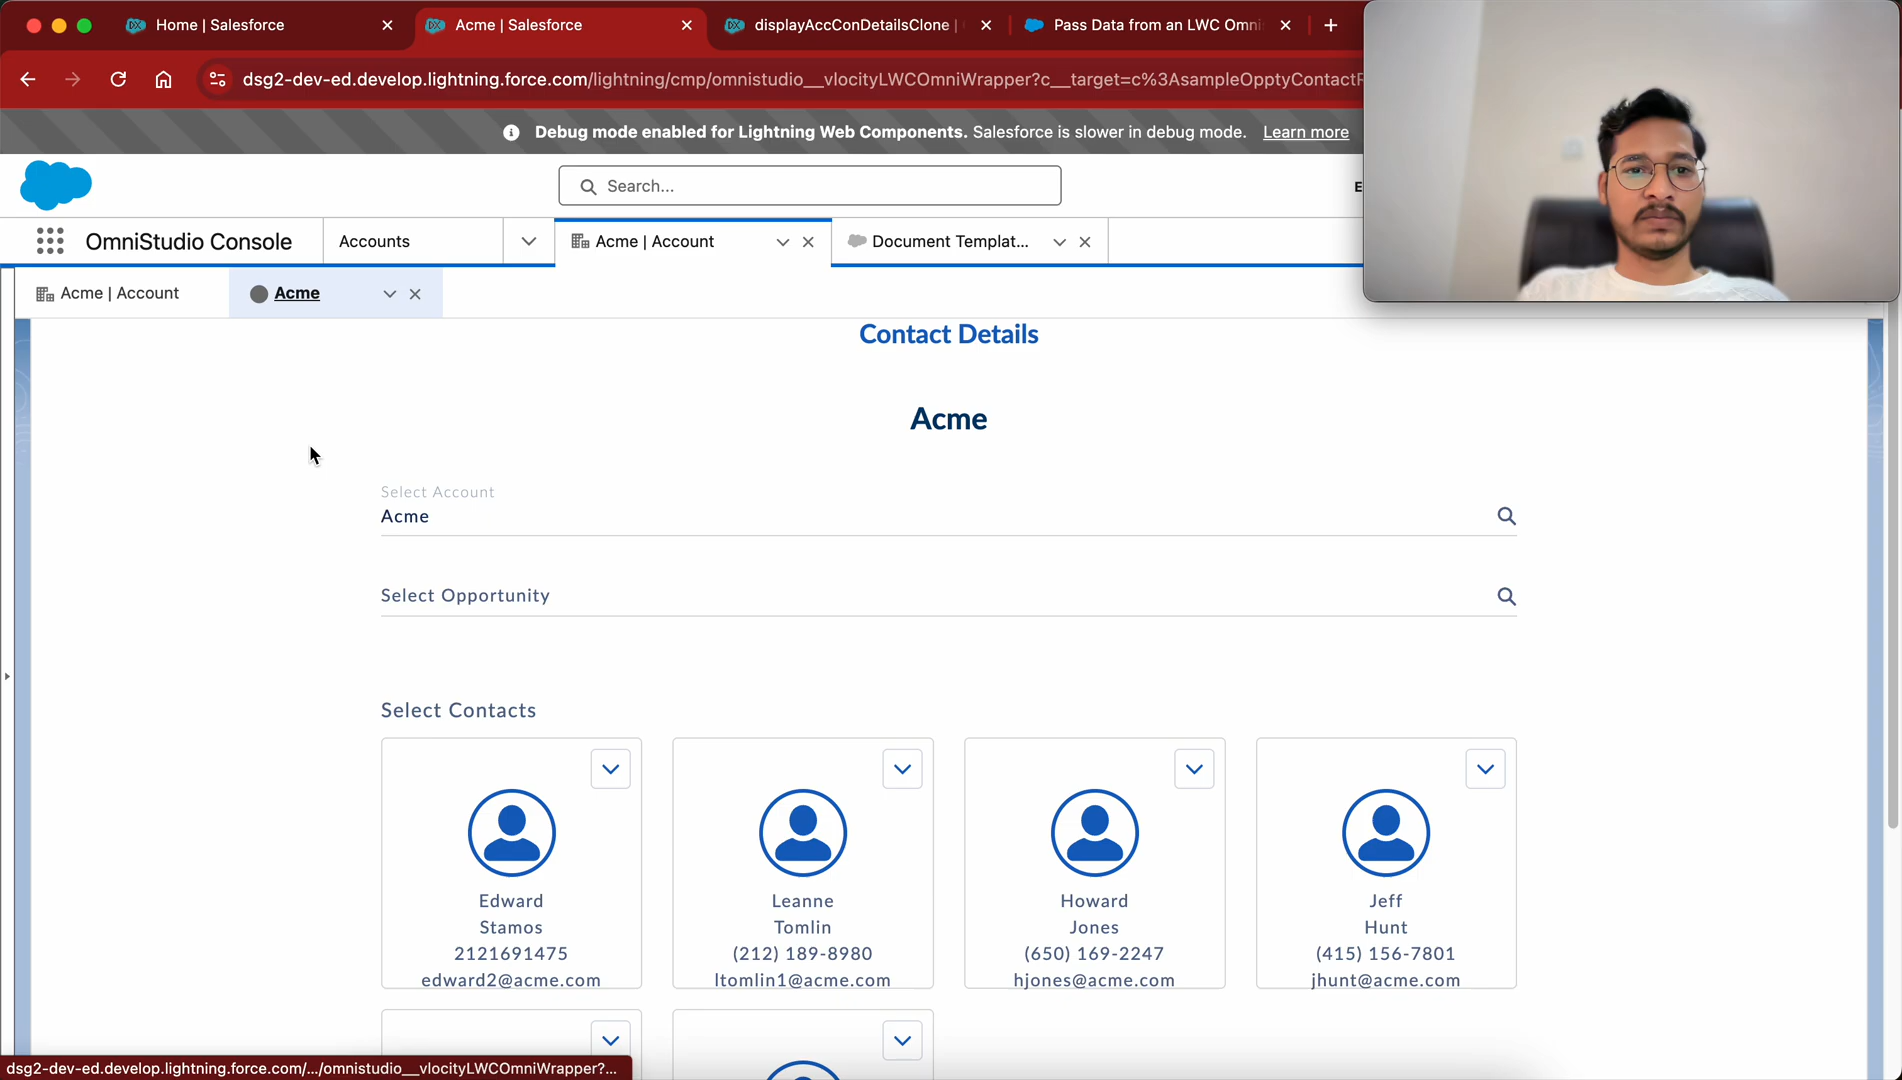 Home | Salesforce
Acme | Salesforce
displayAccConDetailsClone |
Pass Data from an LWC Omni
dsg2-dev-ed.develop.lightning.force.com/lightning/cmp/omnistudio__vlocityLWCOmniWrapper?c__target=c%3AsampleOpptyContactR
Debug mode enabled for Lightning Web Components. Salesforce is slower in debug mode. Learn more
Search...
E
OmniStudio Console
Accounts
Acme | Account
Document Templat...
Acme | Account
Acme
Contact Details
Acme
Select Account
Acme
Select Opportunity
Select Contacts
Edward
Stamos
2121691475
edward2@acme.com
Leanne
Tomlin
(212) 189-8980
ltomlin1@acme.com
Howard
Jones
(650) 169-2247
hjones@acme.com
Jeff
Hunt
(415) 156-7801
jhunt@acme.com
dsg2-dev-ed.develop.lightning.force.com/.../omnistudio__vlocityLWCOmniWrapper?...